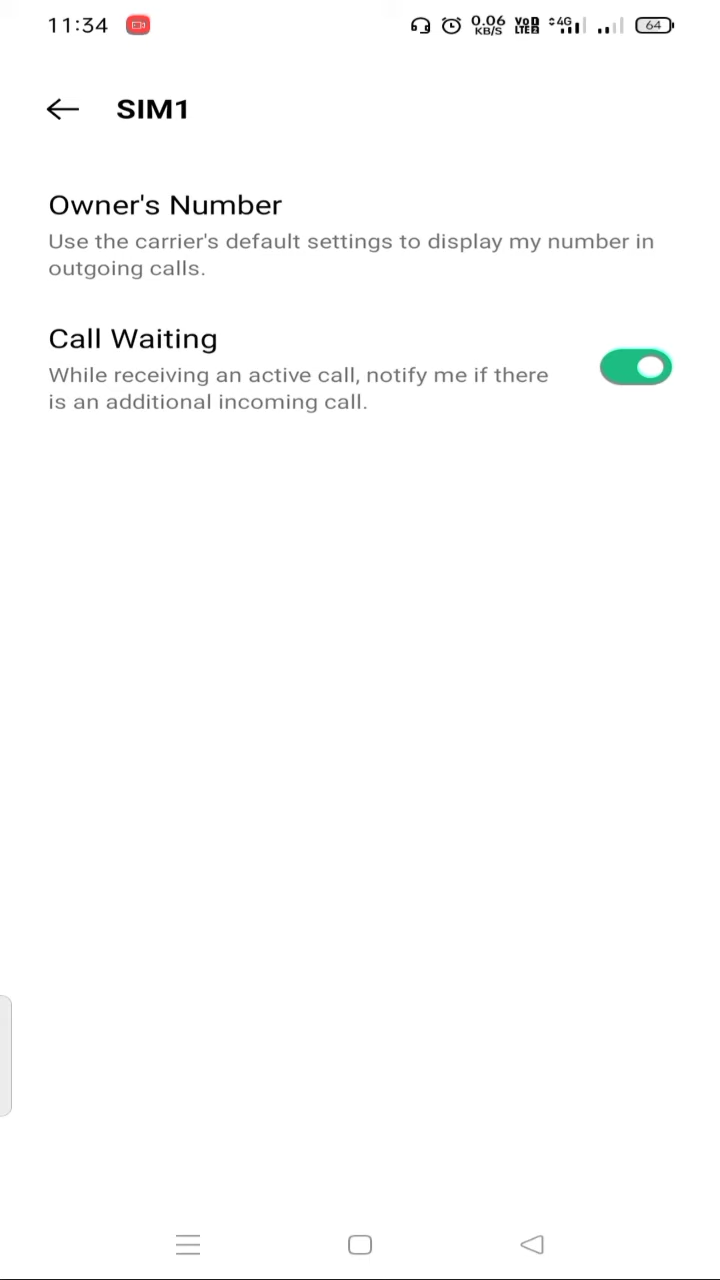 11:34 0.06 KB/S VoD LTE2 4G 64
SIM1
Owner's Number
Use the carrier's default settings to display my number in
outgoing calls.
Call Waiting
While receiving an active call, notify me if there
is an additional incoming call.